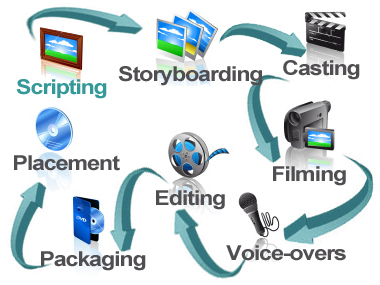 Scripting
Storyboarding
Casting
Filming
Voice-overs
Editing
Packaging
Placement